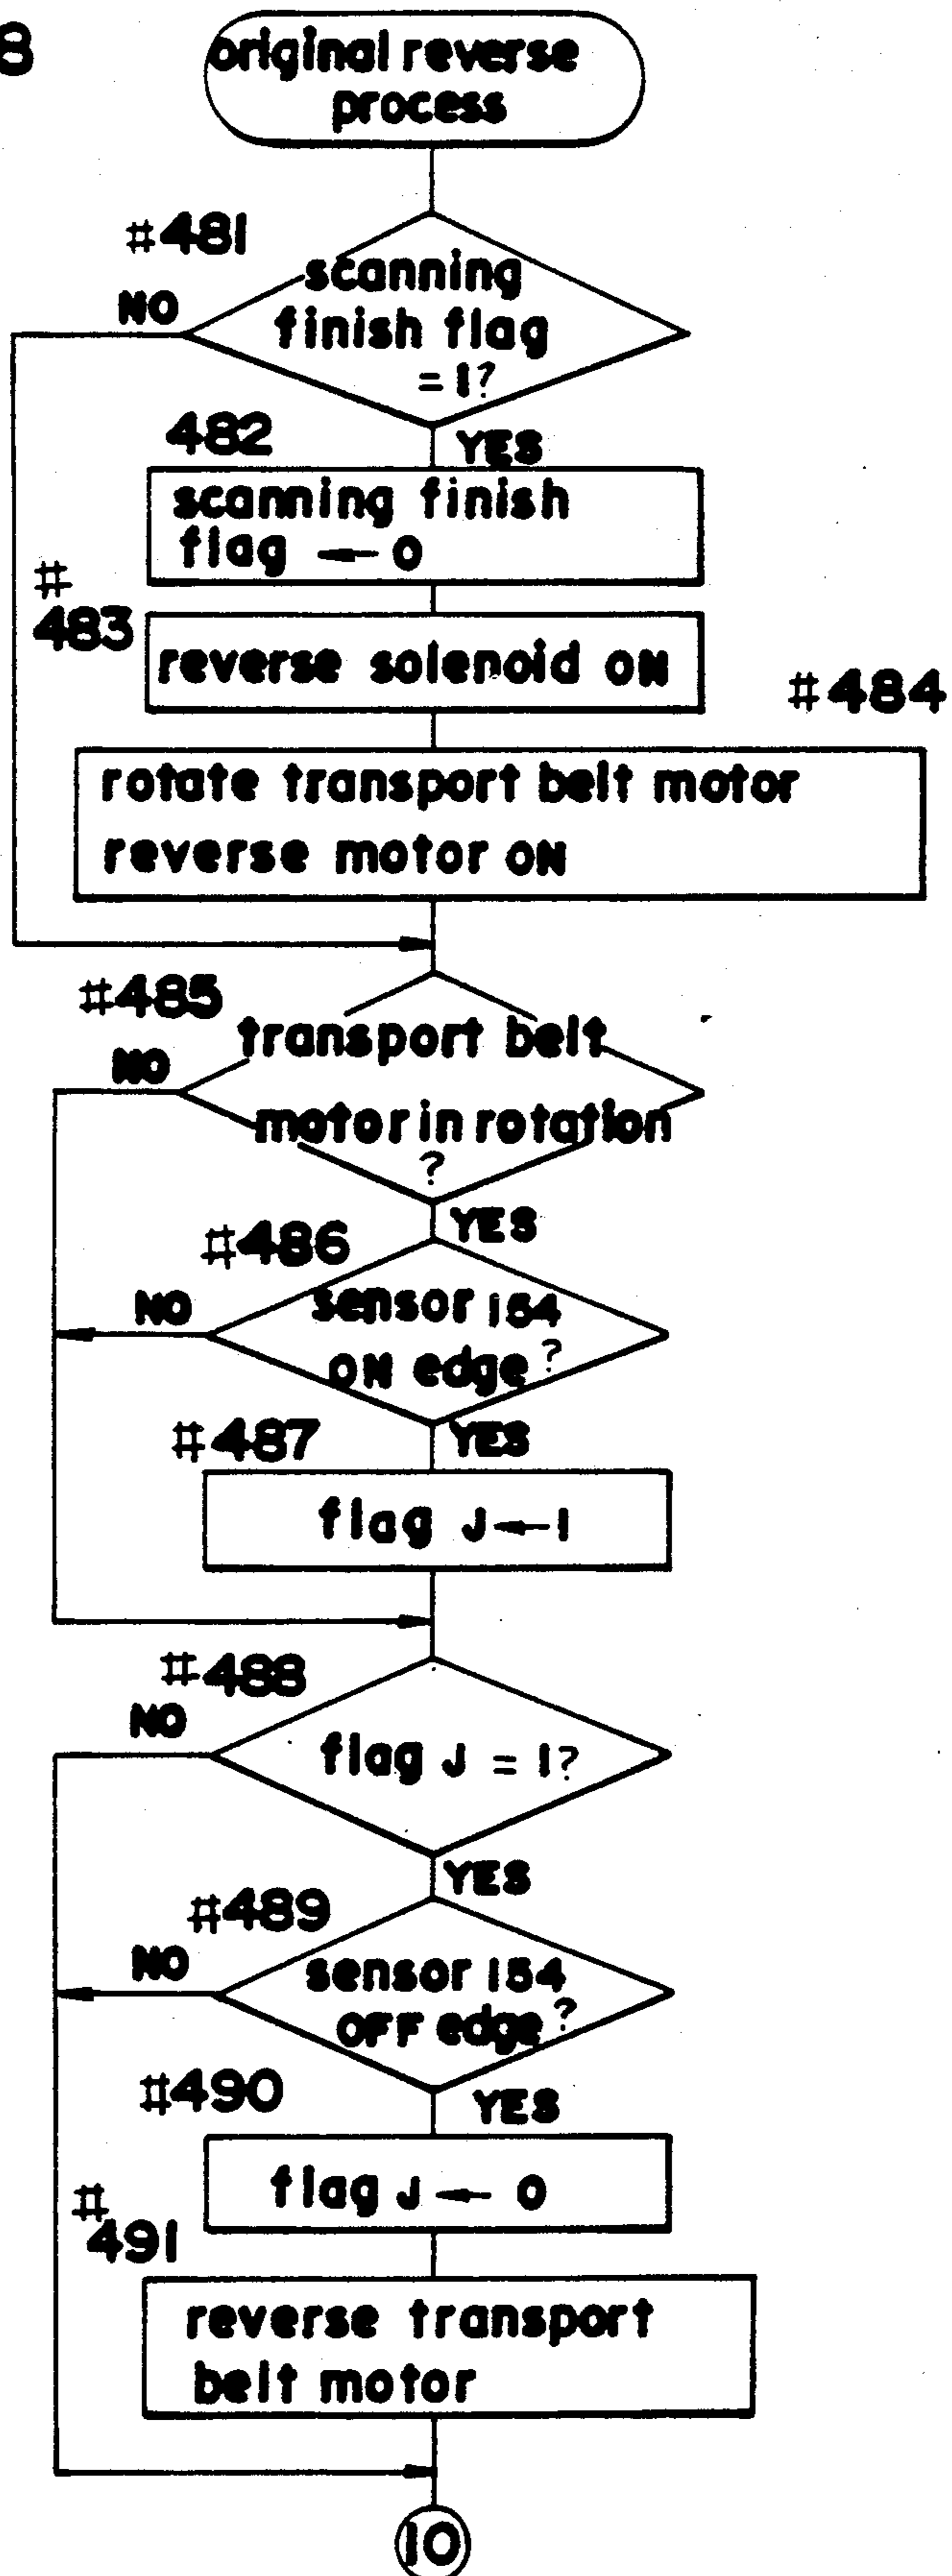 8
original reverse
process
#481
scanning
finish flag
= 1?
NO
YES
482
scanning finish
flag ← 0
#
483
reverse solenoid ON
#484
rotate transport belt motor
reverse motor ON
#485
transport belt
motor in rotation
?
NO
YES
#486
sensor 154
ON edge?
NO
YES
#487
flag J ← 1
#488
NO
flag J = 1?
YES
#489
NO
sensor 154
OFF edge?
YES
#490
flag J ← 0
#
491
reverse transport
belt motor
10